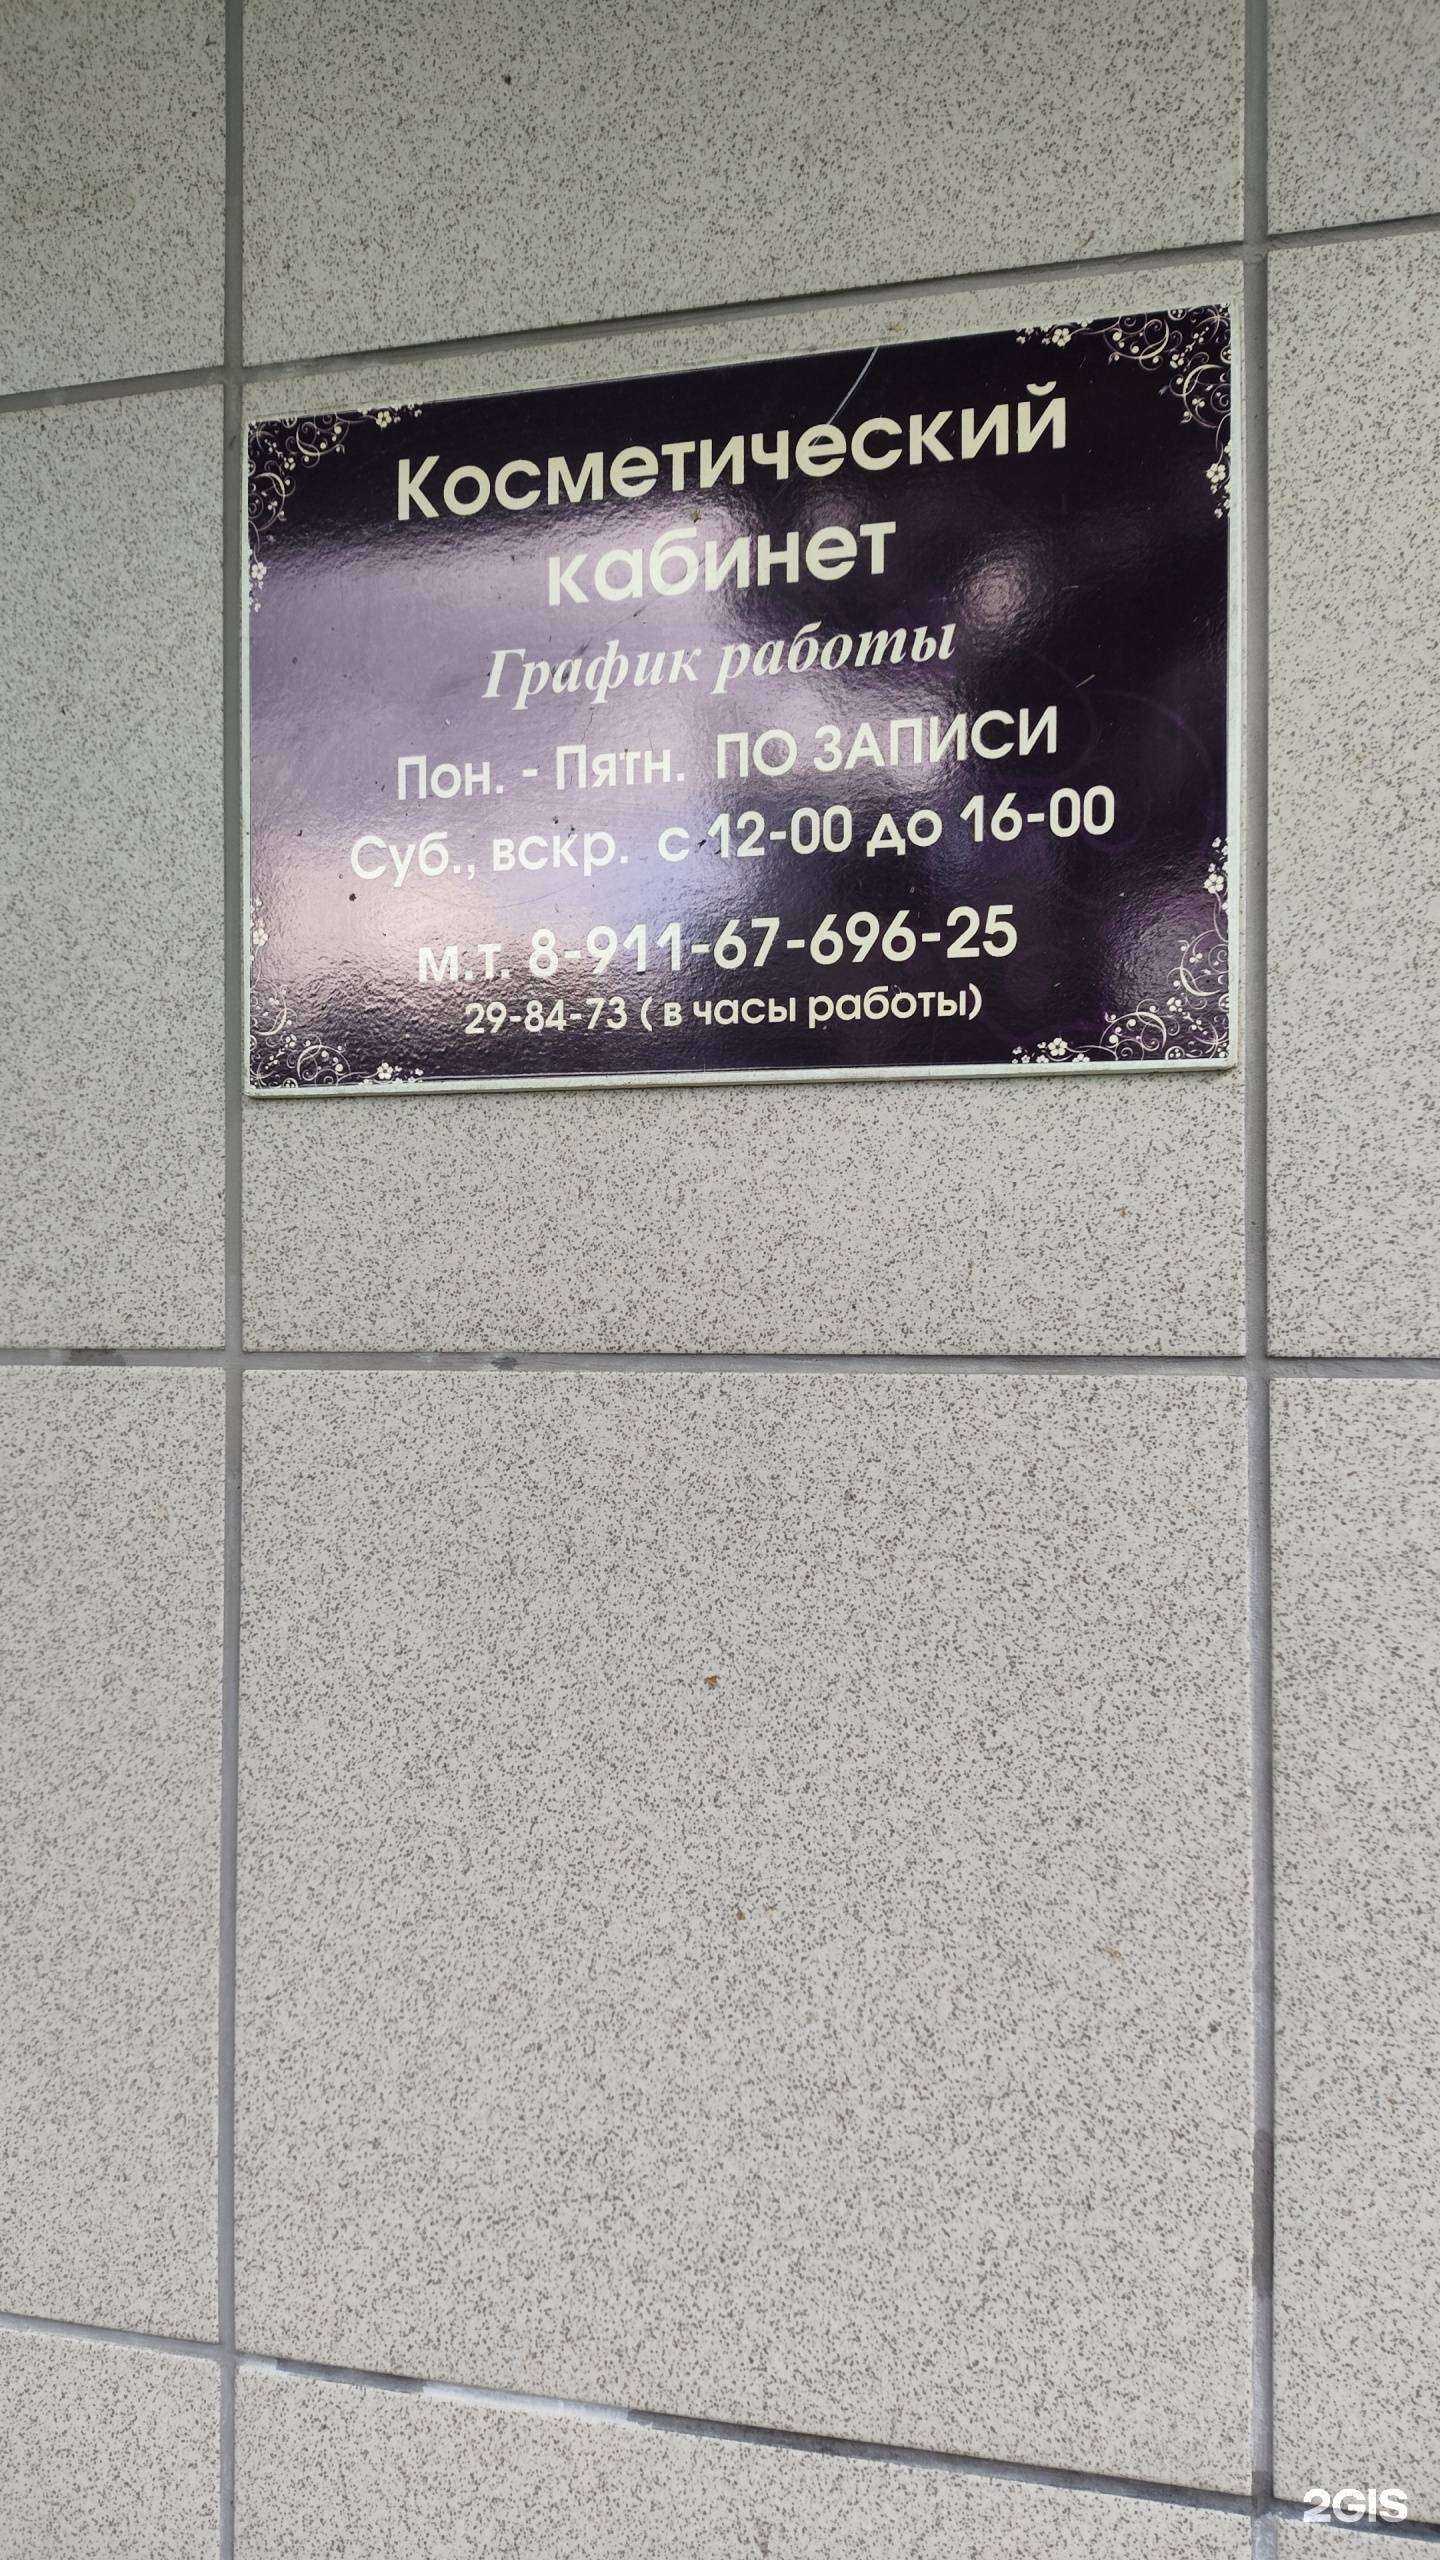 Косметический
кабинет
График работы
Пон. - Пятн. ПО ЗАПИСИ
Суб., вскр. с 12-00 до 16-00
м.т. 8-911-67-696-25
29-84-73 ( в часы работы)
2GIS